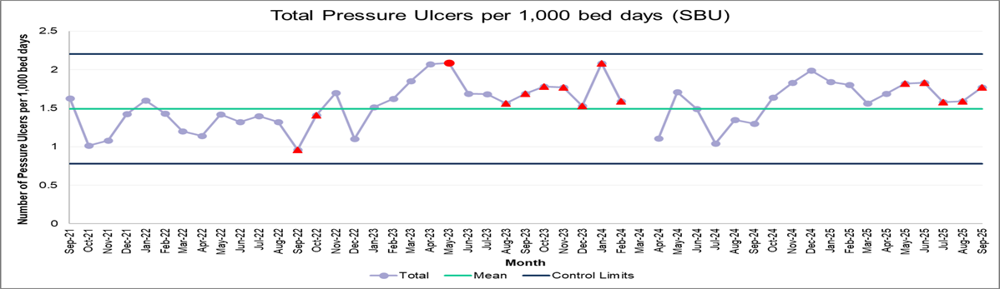 Total Pressure Ulcers per 1,000 bed days (SBU)
Number of Pessure Ulcers per 1,000 bed days
2.5
2
1.5
1
0.5
0
Sep-21 Oct-21 Nov-21 Dec-21 Jan-22 Feb-22 Mar-22 Apr-22 May-22 Jun-22 Jul-22 Aug-22 Sep-22 Oct-22 Nov-22 Dec-22 Jan-23 Feb-23 Mar-23 Apr-23 May-23 Jun-23 Jul-23 Aug-23 Sep-23 Oct-23 Nov-23 Dec-23 Jan-24 Feb-24 Mar-24 Apr-24 May-24 Jun-24 Jul-24 Aug-24 Sep-24 Oct-24 Nov-24 Dec-24 Jan-25 Feb-25 Mar-25 Apr-25 May-25 Jun-25 Jul-25 Aug-25 Sep-25
Month
Total Mean Control Limits